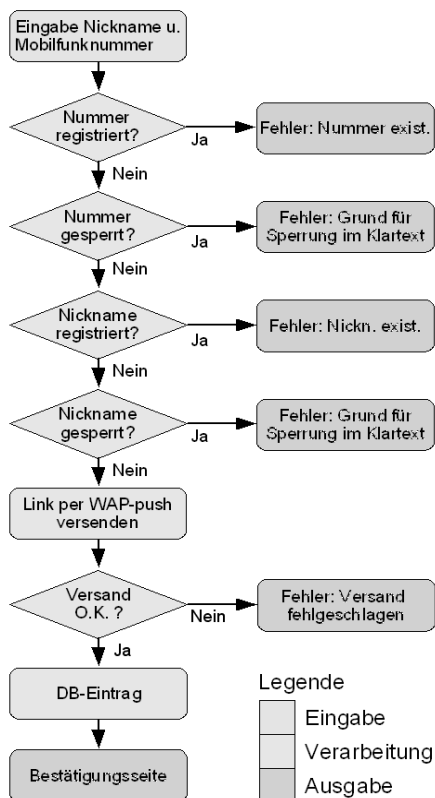 Eingabe Nickname u.
Mobilfunknummer
Nummer
registriert?
Ja
Fehler: Nummer exist.
Nein
Nummer
gesperrt?
Ja
Fehler: Grund für
Sperrung im Klartext
Nein
Nickname
registriert?
Ja
Fehler: Nickn. exist.
Nein
Nickname
gesperrt?
Ja
Fehler: Grund für
Sperrung im Klartext
Nein
Link per WAP-push
versenden
Versand
O.K. ?
Nein
Fehler: Versand
fehlgeschlagen
Ja
DB-Eintrag
Bestätigungsseite
Legende
Eingabe
Verarbeitung
Ausgabe